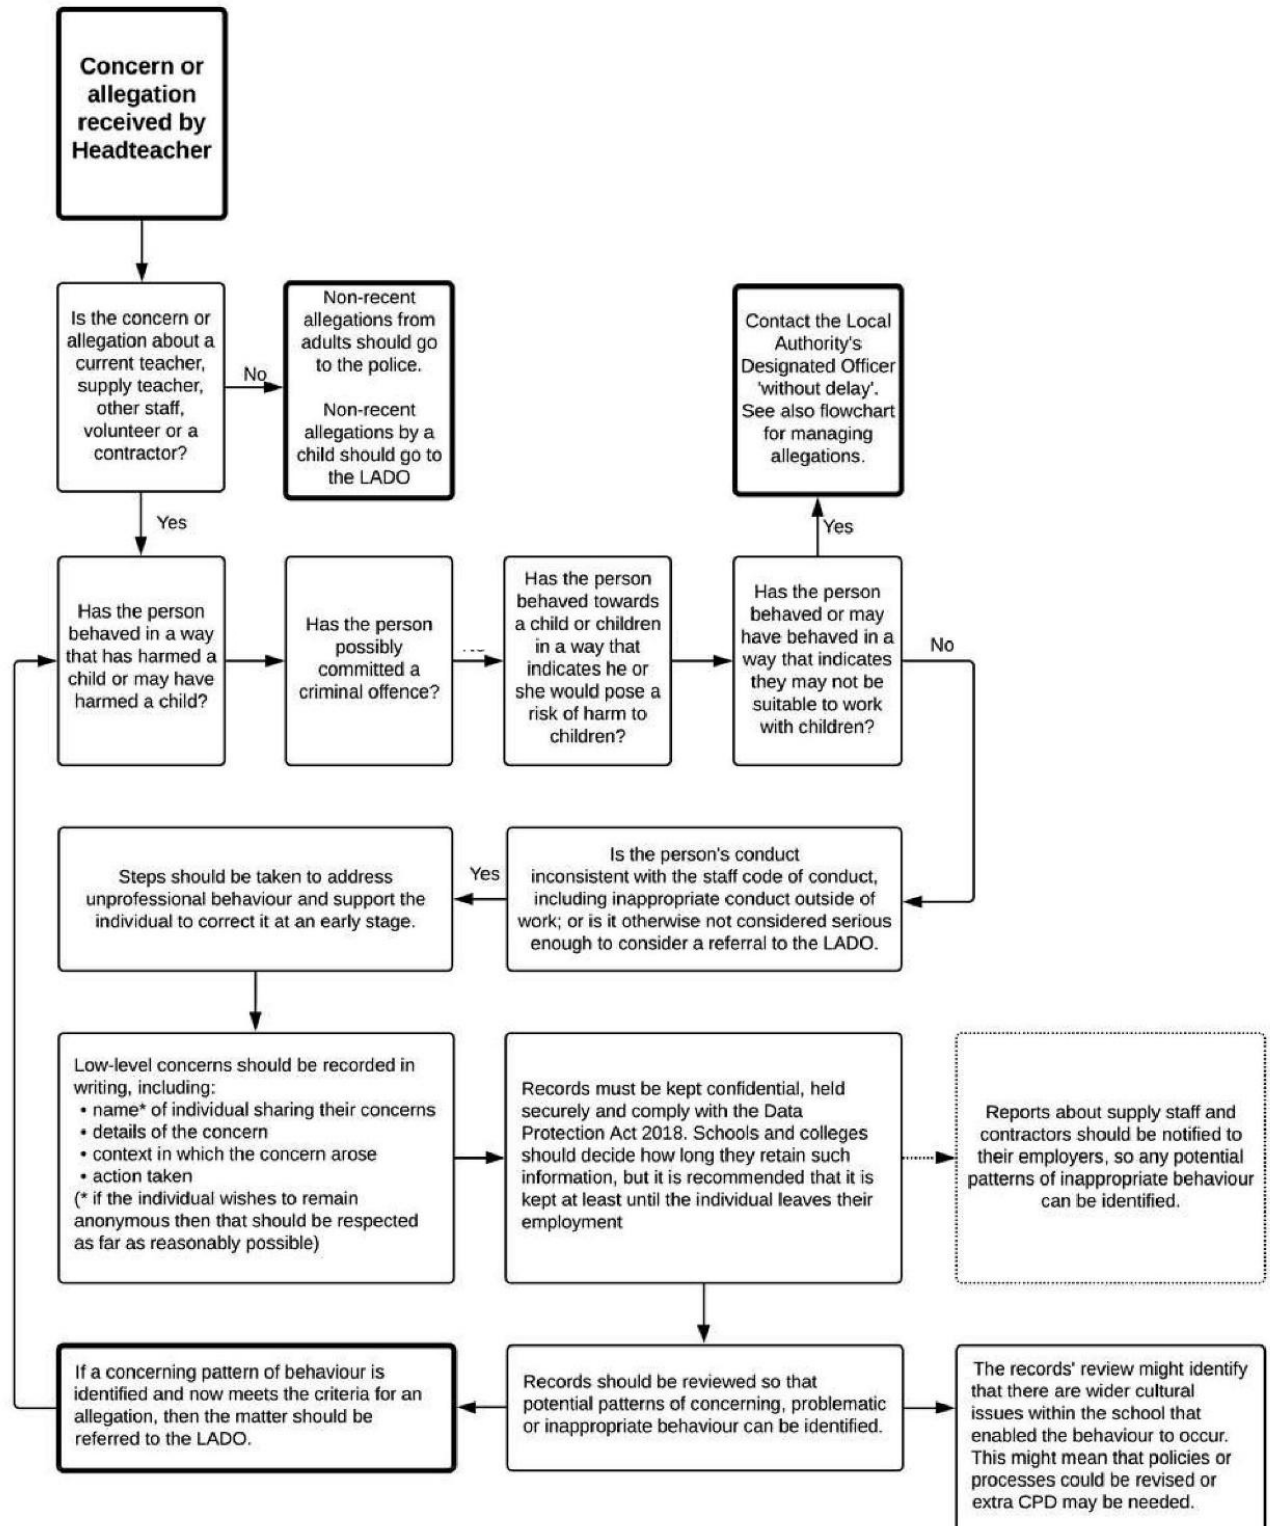 Concern or
allegation
received by
Headteacher
Is the concern or
allegation about a
current teacher,
supply teacher,
other staff,
volunteer or a
contractor?
No
Non-recent
allegations from
adults should go
to the police.
Non-recent
allegations by a
child should go to
the LADO
Contact the Local
Authority's
Designated Officer
'without delay'.
See also flowchart
for managing
allegations.
Yes
Yes
Has the person
behaved in a way
that has harmed a
child or may have
harmed a child?
Has the person
possibly
committed a
criminal offence?
Has the person
behaved towards
a child or children
in a way that
indicates he or
she would pose a
risk of harm to
children?
Has the person
behaved or may
have behaved in a
way that indicates
they may not be
suitable to work
with children?
No
Is the person's conduct
inconsistent with the staff code of conduct,
including inappropriate conduct outside of
work; or is it otherwise not considered serious
enough to consider a referral to the LADO.
Yes
Steps should be taken to address
unprofessional behaviour and support the
individual to correct it at an early stage.
Low-level concerns should be recorded in
writing, including:
• name* of individual sharing their concerns
• details of the concern
• context in which the concern arose
• action taken
(* if the individual wishes to remain
anonymous then that should be respected
as far as reasonably possible)
Records must be kept confidential, held
securely and comply with the Data
Protection Act 2018. Schools and colleges
should decide how long they retain such
information, but it is recommended that it is
kept at least until the individual leaves their
employment
Reports about supply staff and
contractors should be notified to
their employers, so any potential
patterns of inappropriate behaviour
can be identified.
If a concerning pattern of behaviour is
identified and now meets the criteria for an
allegation, then the matter should be
referred to the LADO.
Records should be reviewed so that
potential patterns of concerning, problematic
or inappropriate behaviour can be identified.
The records' review might identify
that there are wider cultural
issues within the school that
enabled the behaviour to occur.
This might mean that policies or
processes could be revised or
extra CPD may be needed.